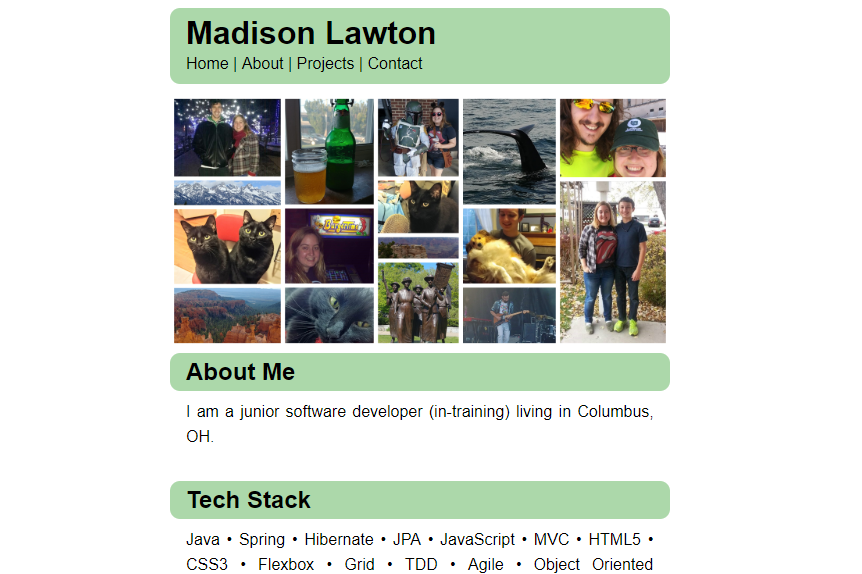 Madison Lawton
Home | About | Projects | Contact
About Me
I am a junior software developer (in-training) living in Columbus,
OH.
Tech Stack
Java • Spring • Hibernate • JPA • JavaScript • MVC • HTML5 •
CSS3 • Flexbox • Grid • TDD • Agile • Object Oriented